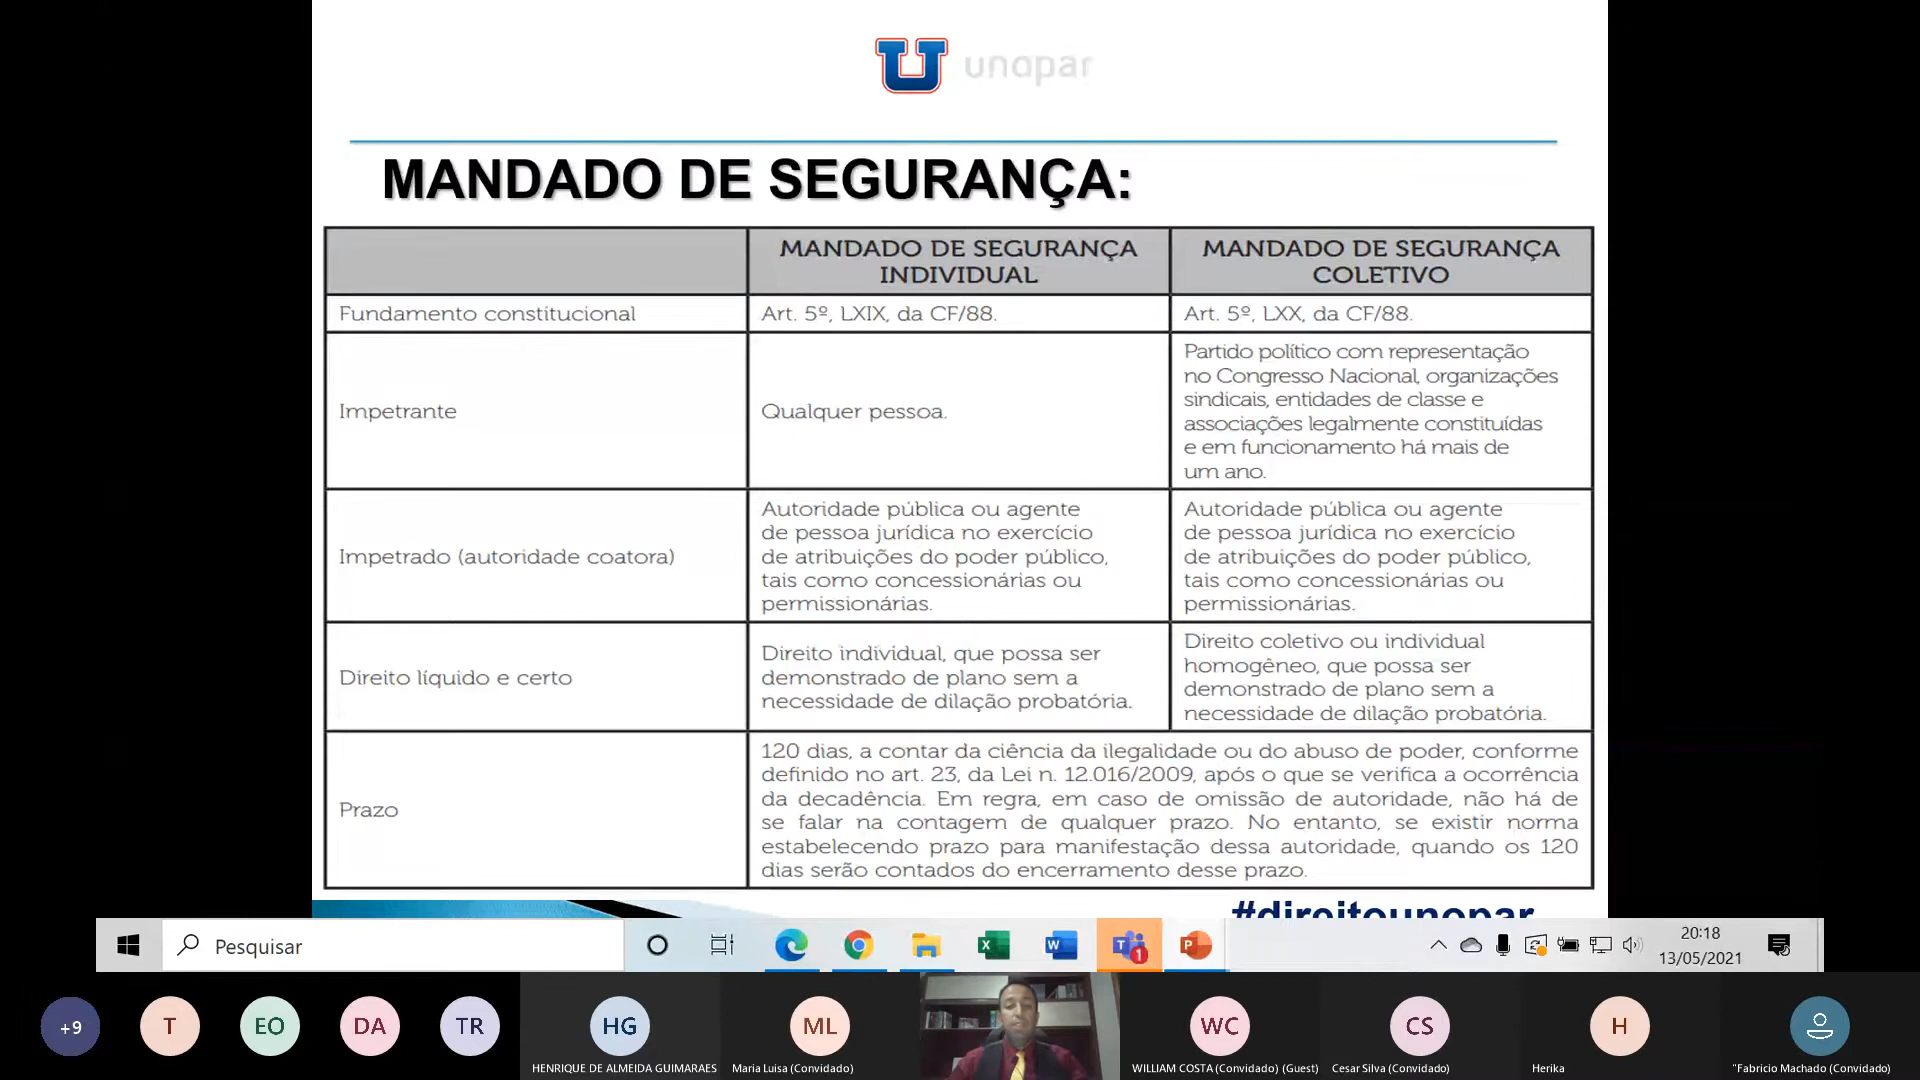 unopar
MANDADO DE SEGURANÇA:
MANDADO DE SEGURANÇA
INDIVIDUAL
MANDADO DE SEGURANÇA
COLETIVO
Fundamento constitucional
Art. 5º, LXIX, da CF/88.
Art. 5º, LXX, da CF/88.
Impetrante
Qualquer pessoa.
Partido político com representação
no Congresso Nacional, organizações
sindicais, entidades de classe e
associações legalmente constituídas
e em funcionamento há mais de
um ano.
Impetrado (autoridade coatora)
Autoridade pública ou agente
de pessoa jurídica no exercício
de atribuições do poder público,
tais como concessionárias ou
permissionárias.
Autoridade pública ou agente
de pessoa jurídica no exercício
de atribuições do poder público,
tais como concessionárias ou
permissionárias.
Direito líquido e certo
Direito individual, que possa ser
demonstrado de plano sem a
necessidade de dilação probatória.
Direito coletivo ou individual
homogêneo, que possa ser
demonstrado de plano sem a
necessidade de dilação probatória.
Prazo
120 dias, a contar da ciência da ilegalidade ou do abuso de poder, conforme
definido no art. 23, da Lei n. 12.016/2009, após o que se verifica a ocorrência
da decadência. Em regra, em caso de omissão de autoridade, não há de
se falar na contagem de qualquer prazo. No entanto, se existir norma
estabelecendo prazo para manifestação dessa autoridade, quando os 120
dias serão contados do encerramento desse prazo.
#direitounopar
Pesquisar
1
20:18
13/05/2021
+9
T
EO
DA
TR
HG
ML
WC
CS
H
HENRIQUE DE ALMEIDA GUIMARAES
Maria Luisa (Convidado)
WILLIAM COSTA (Convidado) (Guest)
Cesar Silva (Convidado)
Herika
"Fabricio Machado (Convidado)